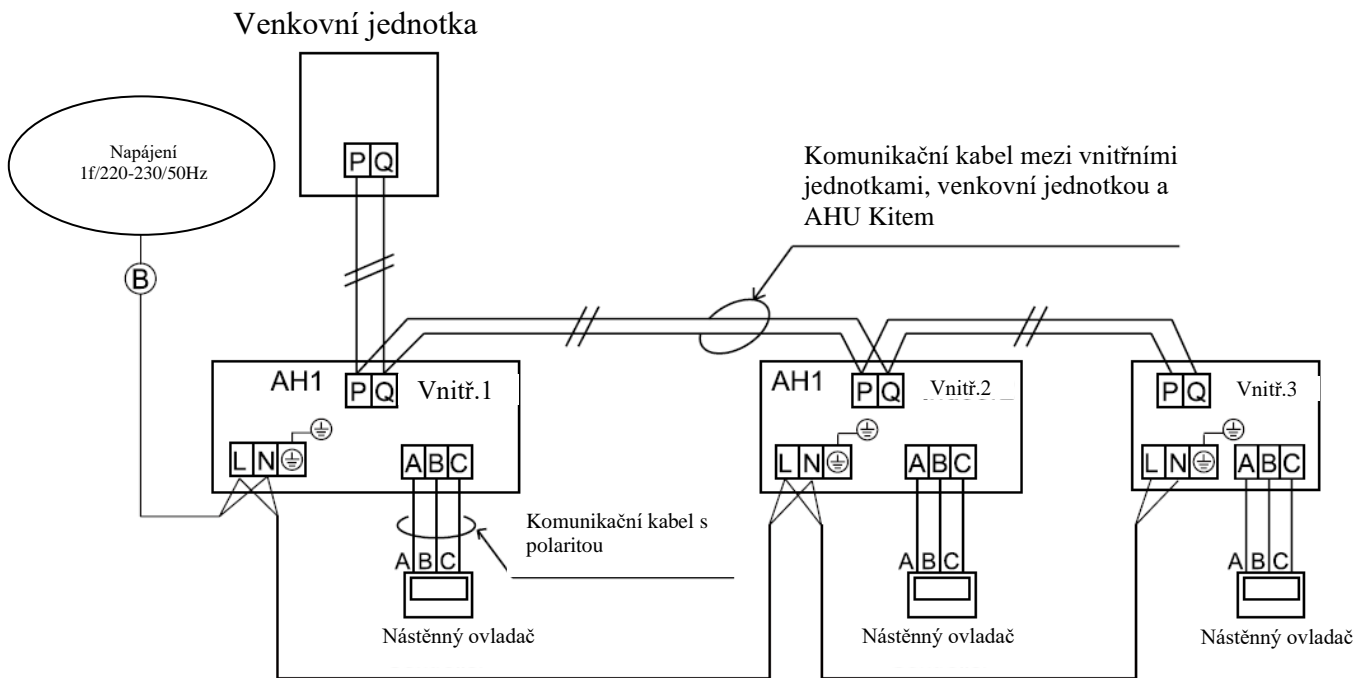 Venkovní jednotka
Napájení
1f/220-230/50Hz
P Q
Komunikační kabel mezi vnitřními
jednotkami, venkovní jednotkou a
AHU Kitem
B
AH1 P Q Vnitř.1
AH1 P Q Vnitř.2
P Q Vnitř.3
L N A B C
L N A B C
L N A B C
Komunikační kabel s
polaritou
A B C
A B C
A B C
Nástěnný ovladač
Nástěnný ovladač
Nástěnný ovladač